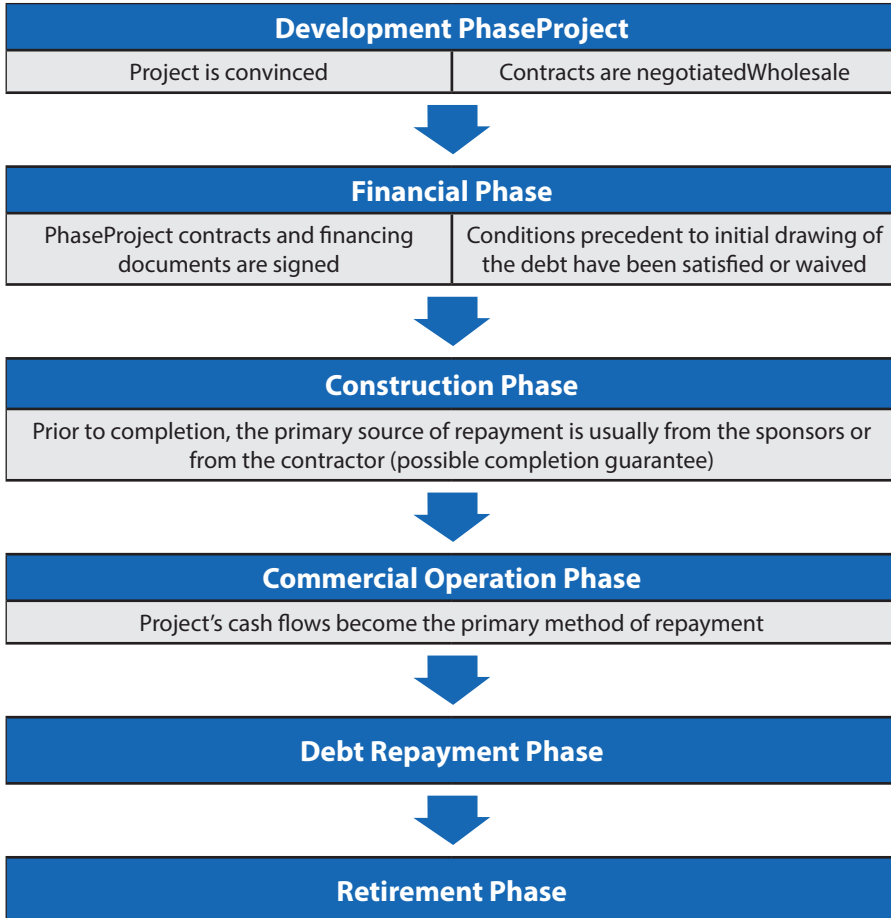 Development PhaseProject
Project is convinced
Contracts are negotiatedWholesale
Financial Phase
PhaseProject contracts and financing
documents are signed
Conditions precedent to initial drawing of
the debt have been satisfied or waived
Construction Phase
Prior to completion, the primary source of repayment is usually from the sponsors or
from the contractor (possible completion guarantee)
Commercial Operation Phase
Project's cash flows become the primary method of repayment
Debt Repayment Phase
Retirement Phase